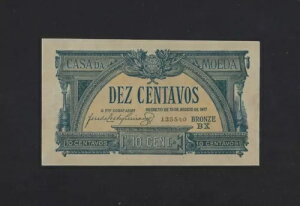 CASA DA MOEDA
DEZ CENTAVOS
DECRETO DE 15 DE AGOSTO DE 1917
135540
BRONZE
BX
10 CENTAVOS
10 CENT.
10 CENTAVOS